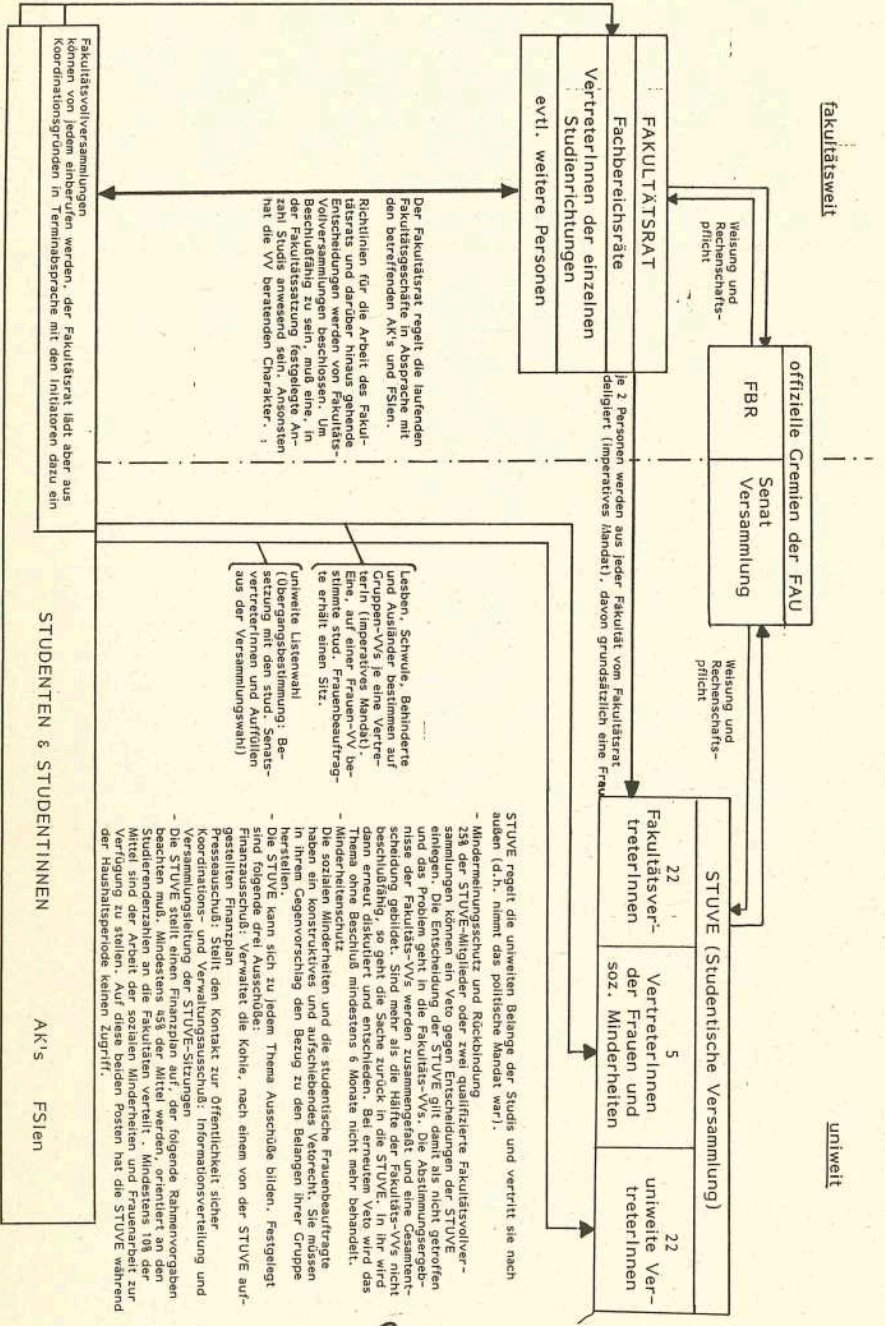 fakultätsweit
uniweit
offizielle Gremien der FAU
FBR
Senat
Versammlung
Weisung und
Rechenschafts-
pflicht
Weisung und
Rechenschafts-
pflicht
FAKULTÄTSRAT
Fachbereichsräte
VertreterInnen der einzelnen
Studienrichtungen
evtl. weitere Personen
je 2 Personen werden aus jeder Fakultät vom Fakultätsrat
deligiert (imperatives Mandat), davon grundsätzlich eine Frau
STUVE (Studentische Versammlung)
22
Fakultätsver-
treterInnen
5
VertreterInnen
der Frauen und
soz. Minderheiten
22
uniweite Ver-
treterInnen
Der Fakultätsrat regelt die laufenden
Fakultätsgeschäfte in Absprache mit
den betreffenden AK's und FSIen.
Richtlinien für die Arbeit des Fakul-
tätsrats und darüber hinaus gehende
Entscheidungen werden von Fakultäts-
Vollversammlungen beschlossen. Um
Beschlußfähig zu sein, muß eine, in
der Fakultätssatzung festgelegte An-
zahl Studis anwesend sein. Ansonsten
hat die VV beratenden Charakter.
Lesben, Schwule, Behinderte
und Ausländer bestimmen auf
Gruppen-VVs je eine Vertre-
terIn (imperatives Mandat).
Eine, auf einer Frauen-VV be-
stimmte stud. Frauenbeauftrag-
te erhält einen Sitz.
uniweite Listenwahl
(Übergangsbestimmung: Be-
setzung mit den stud. Senats-
vertreterInnen und Auffüllen
aus der Versammlungswahl)
STUVE regelt die uniweiten Belange der Studis und vertritt sie nach
außen (d.h. nimmt das politische Mandat war).
- Mindermeinungsschutz und Rückbindung
25% der STUVE-Mitglieder oder zwei qualifizierte Fakultätsvollver-
sammlungen können ein Veto gegen Entscheidungen der STUVE
einlegen. Die Entscheidung der STUVE gilt damit als nicht getroffen
und das Problem geht in die Fakultäts-VVs. Die Abstimmungsergeb-
nisse der Fakultäts-VVs werden zusammengefaßt und eine Gesamtent-
scheidung gebildet. Sind mehr als die Hälfte der Fakultäts-VVs nicht
beschlußfähig, so geht die Sache zurück in die STUVE. In ihr wird
dann erneut diskutiert und entschieden. Bei erneutem Veto wird das
Thema ohne Beschluß mindestens 6 Monate nicht mehr behandelt.
- Minderheitenschutz
Die sozialen Minderheiten und die studentische Frauenbeauftragte
haben ein konstruktives und aufschiebendes Vetorecht. Sie müssen
in ihrem Gegenvorschlag den Bezug zu den Belangen ihrer Gruppe
herstellen.
- Die STUVE kann sich zu jedem Thema Ausschüße bilden. Festgelegt
sind folgende drei Ausschüße:
Finanzausschuß: Verwaltet die Kohle, nach einem von der STUVE auf-
gestellten Finanzplan
Presseauschuß: Stellt den Kontakt zur Öffentlichkeit sicher
Koordinations- und Verwaltungsausschuß: Informationsverteilung und
Versammlungsleitung der STUVE-Sitzungen
- Die STUVE stellt einen Finanzplan auf, der folgende Rahmenvorgaben
beachten muß. Mindestens 45% der Mittel werden, orientiert an den
Studierendenzahlen an die Fakultäten verteilt . Mindestens 10% der
Mittel sind der Arbeit der sozialen Minderheiten und Frauenarbeit zur
Verfügung zu stellen. Auf diese beiden Posten hat die STUVE während
der Haushaltsperiode keinen Zugriff.
Fakultätsvollversammlungen
können von jedem einberufen werden, der Fakultätsrat lädt aber aus
Koordinationsgründen in Terminabsprache mit den Initiatoren dazu ein
STUDENTEN & STUDENTINNEN AK's FSIen